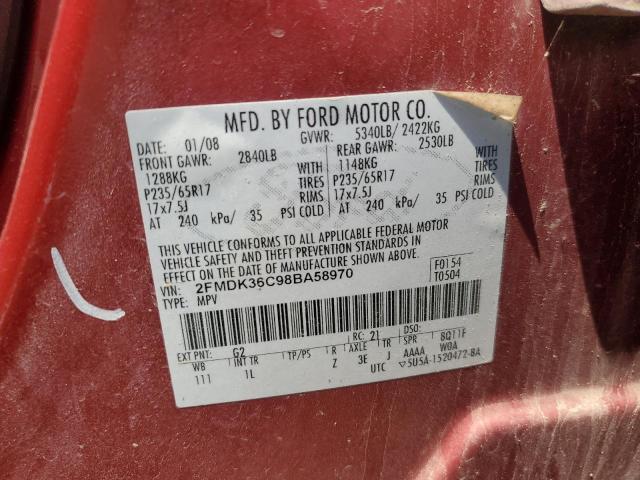 MFD. BY FORD MOTOR CO.
DATE: 01/08 GVWR: 5340LB/ 2422KG
FRONT GAWR: 2840LB REAR GAWR: 2530LB
1288KG WITH 1148KG WITH
P235/65R17 TIRES P235/65R17 TIRES
17x7.5J RIMS 17x7.5J RIMS
AT 240 kPa/ 35 PSI COLD AT 240 kPa/ 35 PSI COLD
THIS VEHICLE CONFORMS TO ALL APPLICABLE FEDERAL MOTOR
VEHICLE SAFETY AND THEFT PREVENTION STANDARDS IN
EFFECT ON THE DATE OF MANUFACTURE SHOWN ABOVE.
VIN: 2FMDK36C98BA58970 F0154
TYPE: MPV T0504
EXT PNT: G2 RC: 21 DSO:
WB INT TR TP/PS R AXLE TR SPR 8Q11F
111 1L Z 3E J AAAA W0A
UTC ▽5U5A-1520472-BA